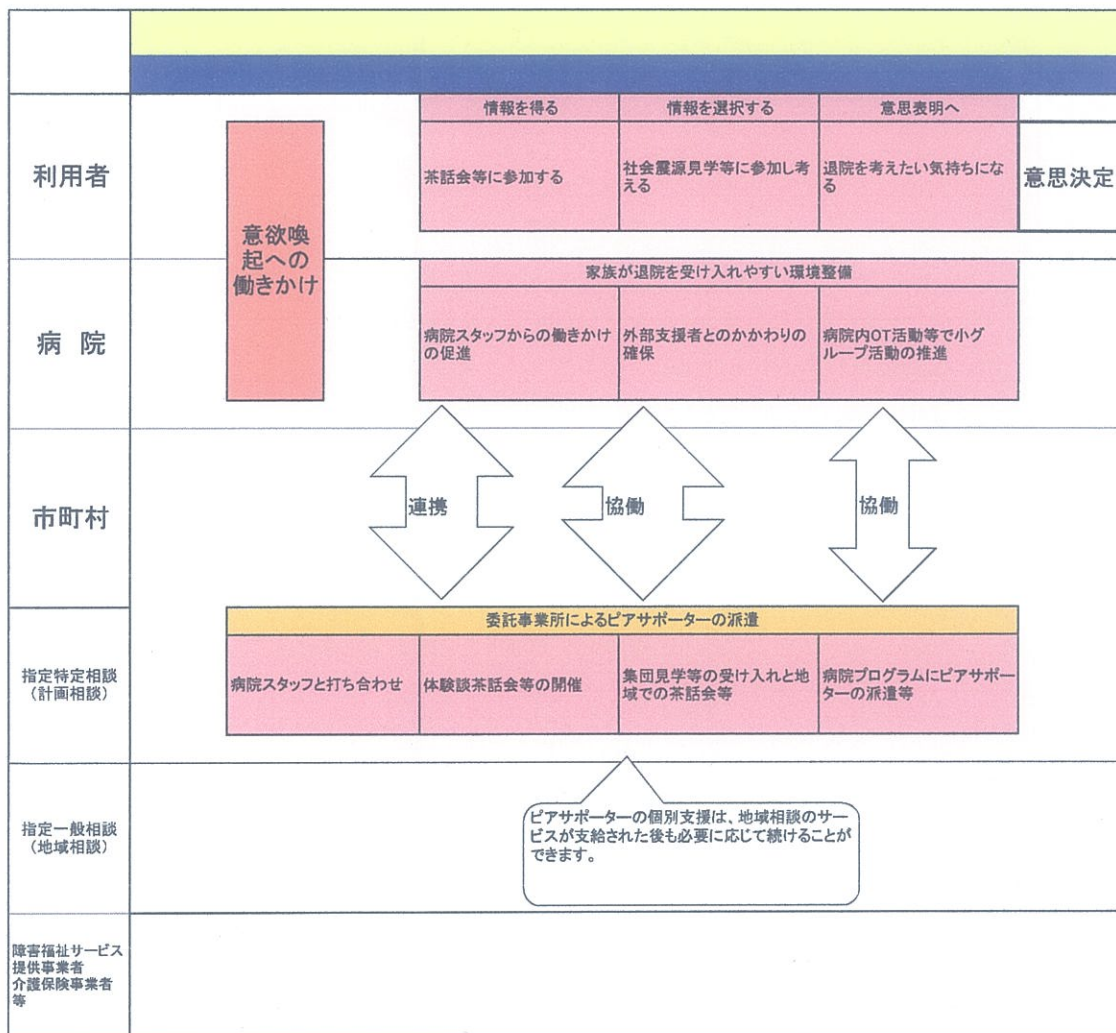 情報を得る
情報を選択する
意思表明へ
利用者
茶話会等に参加する
社会震源見学等に参加し考
える
退院を考えたい気持ちにな
る
意思決定
意欲喚
起への
働きかけ
家族が退院を受け入れやすい環境整備
病 院
病院スタッフからの働きかけ
の促進
外部支援者とのかかわりの
確保
病院内OT活動等で小グ
ループ活動の推進
市町村
連携
協働
協働
委託事業所によるピアサポーターの派遣
指定特定相談
(計画相談)
病院スタッフと打ち合わせ
体験談茶話会等の開催
集団見学等の受け入れと地
域での茶話会等
病院プログラムにピアサポー
ターの派遣等
指定一般相談
(地域相談)
ピアサポーターの個別支援は、地域相談のサー
ビスが支給された後も必要に応じて続けることが
できます。
障害福祉サービス
提供事業者
介護保険事業者
等